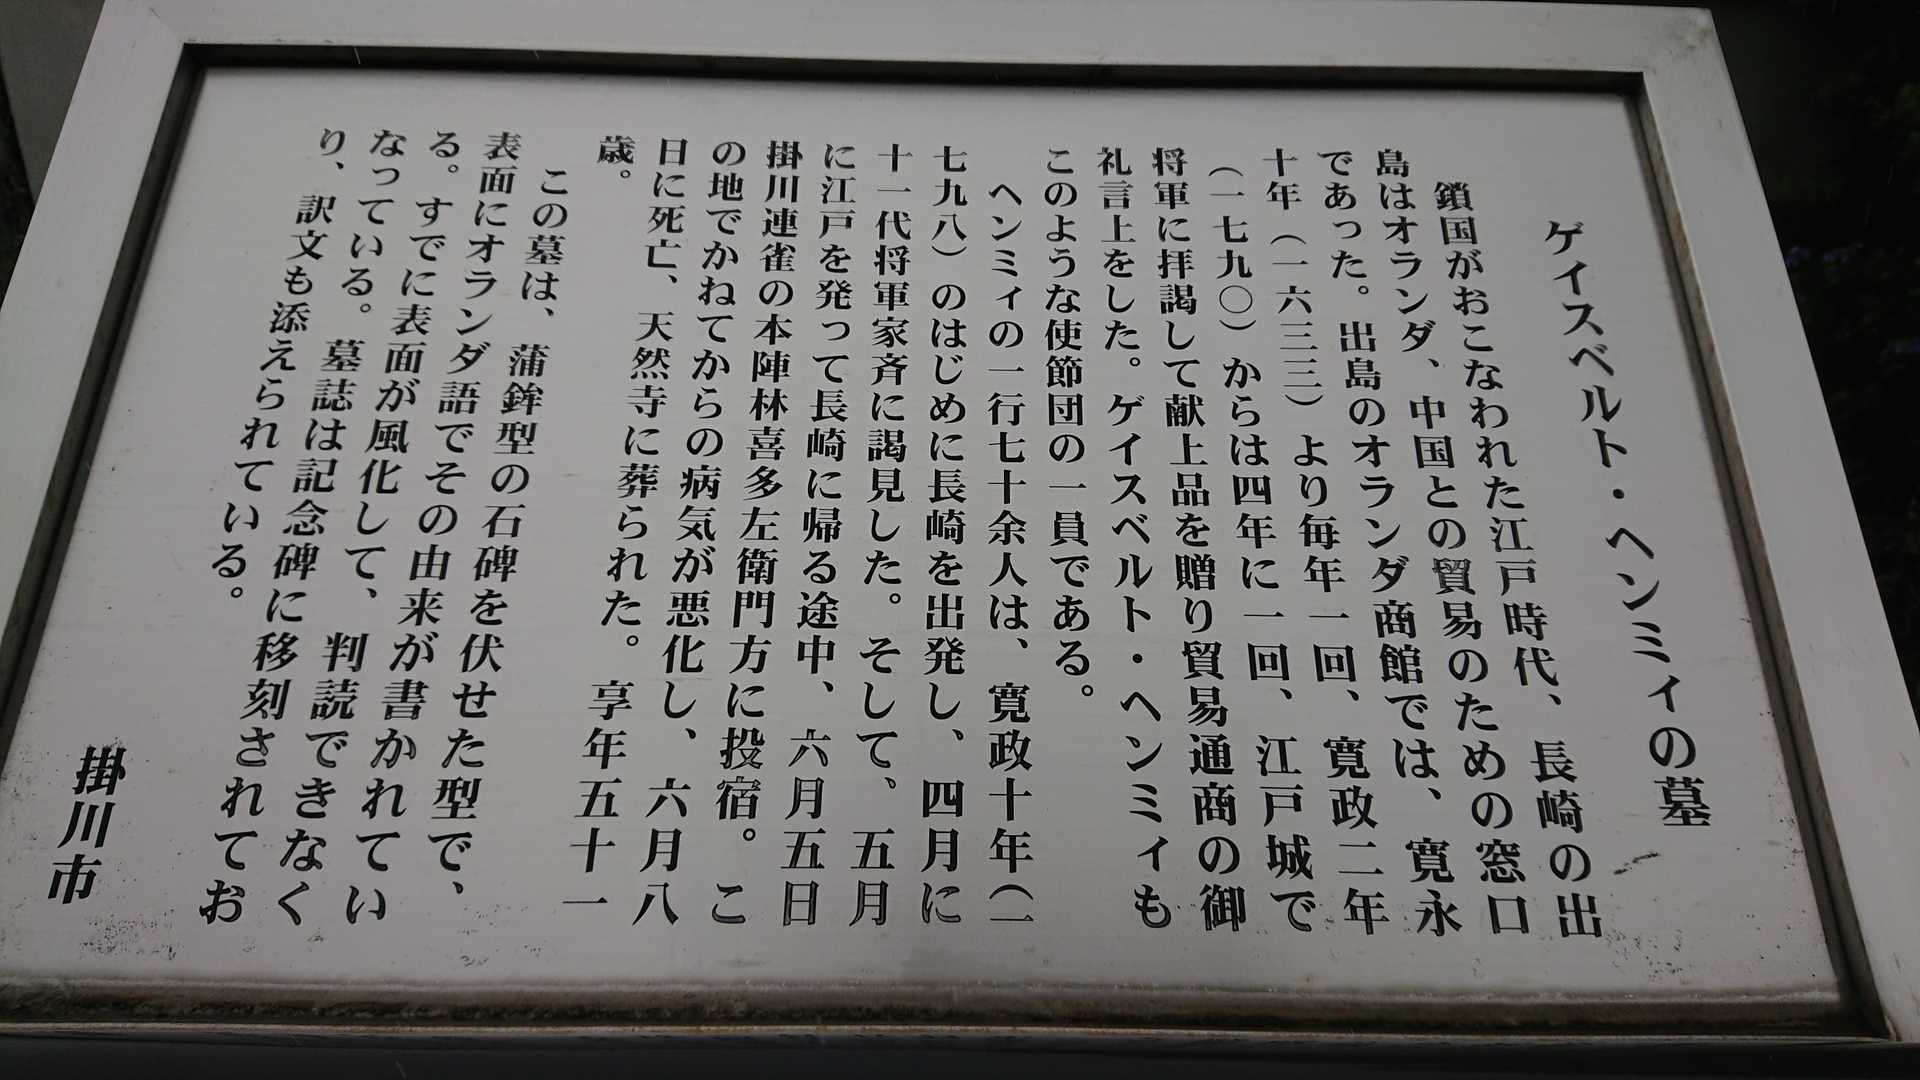 ゲイスベルト・ヘンミィの墓
鎖国がおこなわれた江戸時代、長崎の出
島はオランダ、中国との貿易のための窓口
であった。出島のオランダ商館では、寛永
十年（一六三三）より毎年一回、寛政二年
（一七九〇）からは四年に一回、江戸城で
将軍に拝謁して献上品を贈り貿易通商の御
礼言上をした。ゲイスベルト・ヘンミィも
このような使節団の一員である。
ヘンミィの一行七十余人は、寛政十年（一
七九八）のはじめに長崎を出発し、四月に
十一代将軍家斉に謁見した。そして、五月
に江戸を発って長崎に帰る途中、六月五日
掛川連雀の本陣林喜多左衛門方に投宿。こ
の地でかねてからの病気が悪化し、六月八
日に死亡、天然寺に葬られた。享年五十一
歳。
この墓は、蒲鉾型の石碑を伏せた型で、
表面にオランダ語でその由来が書かれてい
る。すでに表面が風化して、判読できなく
なっている。墓誌は記念碑に移刻されてお
り、訳文も添えられている。
掛川市